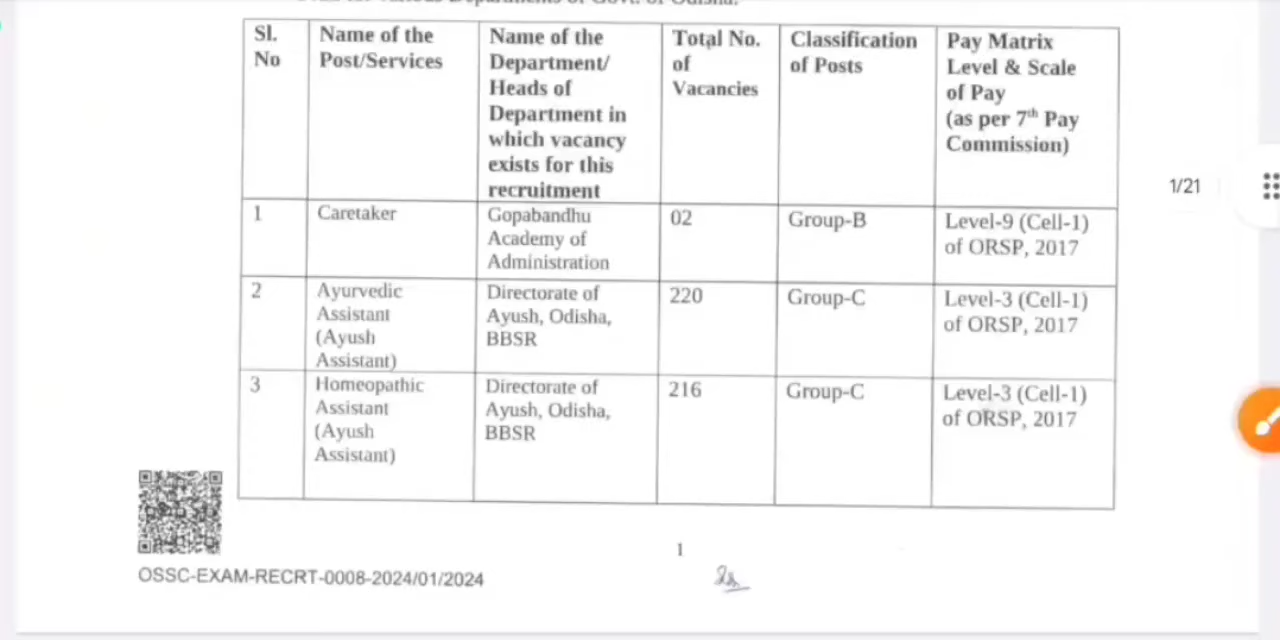 Sl.
No
Name of the
Post/Services
Name of the
Department/
Heads of
Department in
which vacancy
exists for this
recruitment
Total No.
of
Vacancies
Classification
of Posts
Pay Matrix
Level & Scale
of Pay
(as per 7th Pay
Commission)
1
Caretaker
Gopabandhu
Academy of
Administration
02
Group-B
Level-9 (Cell-1)
of ORSP, 2017
2
Ayurvedic
Assistant
(Ayush
Assistant)
Directorate of
Ayush, Odisha,
BBSR
220
Group-C
Level-3 (Cell-1)
of ORSP, 2017
3
Homeopathic
Assistant
(Ayush
Assistant)
Directorate of
Ayush, Odisha,
BBSR
216
Group-C
Level-3 (Cell-1)
of ORSP, 2017
1/21
1
OSSC-EXAM-RECRT-0008-2024/01/2024